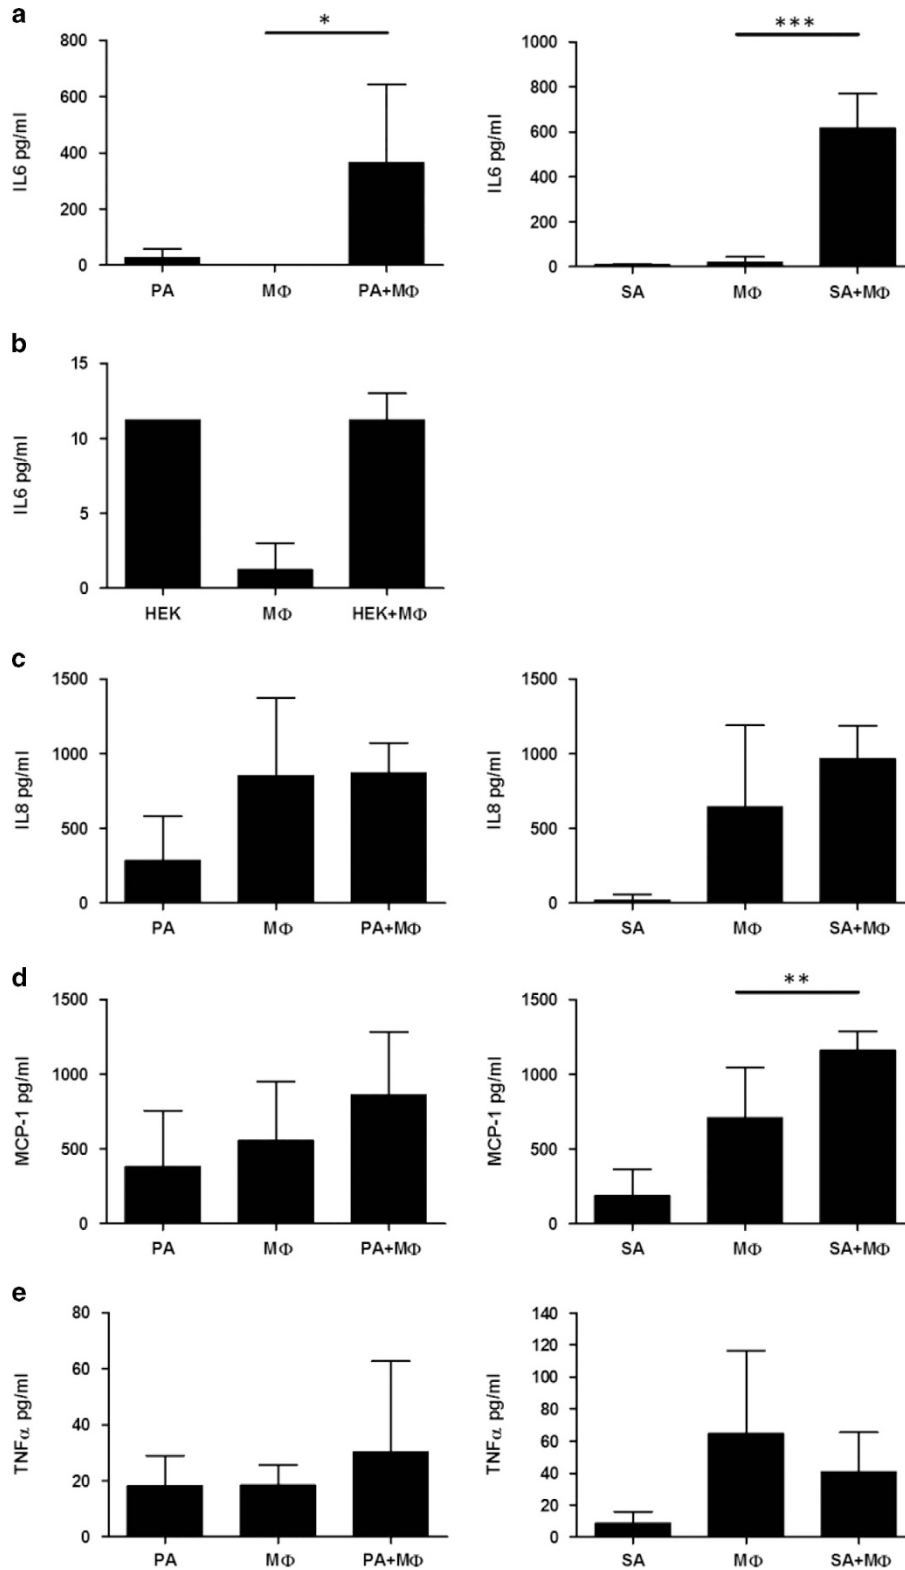 a
*
***
800
600
400
200
0
IL6 pg/ml
PA MΦ PA+MΦ
1000
800
600
400
200
0
IL6 pg/ml
SA MΦ SA+MΦ
b
15
10
5
0
IL6 pg/ml
HEK MΦ HEK+MΦ
c
1500
1000
500
0
IL8 pg/ml
PA MΦ PA+MΦ
1500
1000
500
0
IL8 pg/ml
SA MΦ SA+MΦ
d
1500
1000
500
0
MCP-1 pg/ml
PA MΦ PA+MΦ
**
1500
1000
500
0
MCP-1 pg/ml
SA MΦ SA+MΦ
e
80
60
40
20
0
TNFα pg/ml
PA MΦ PA+MΦ
140
120
100
80
60
40
20
0
TNFα pg/ml
SA MΦ SA+MΦ